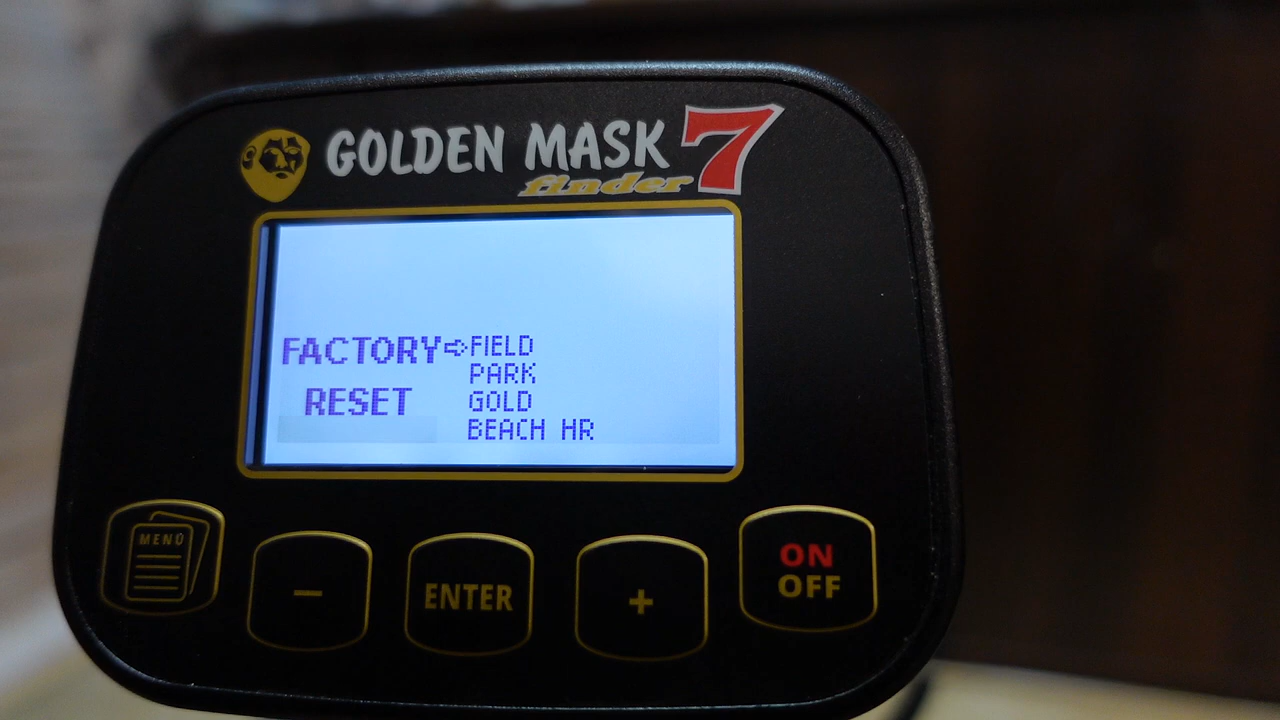 GOLDEN MASK 7
finder
FACTORY ⇨ FIELD
PARK
RESET GOLD
BEACH HR
MENU
−
ENTER
+
ON
OFF